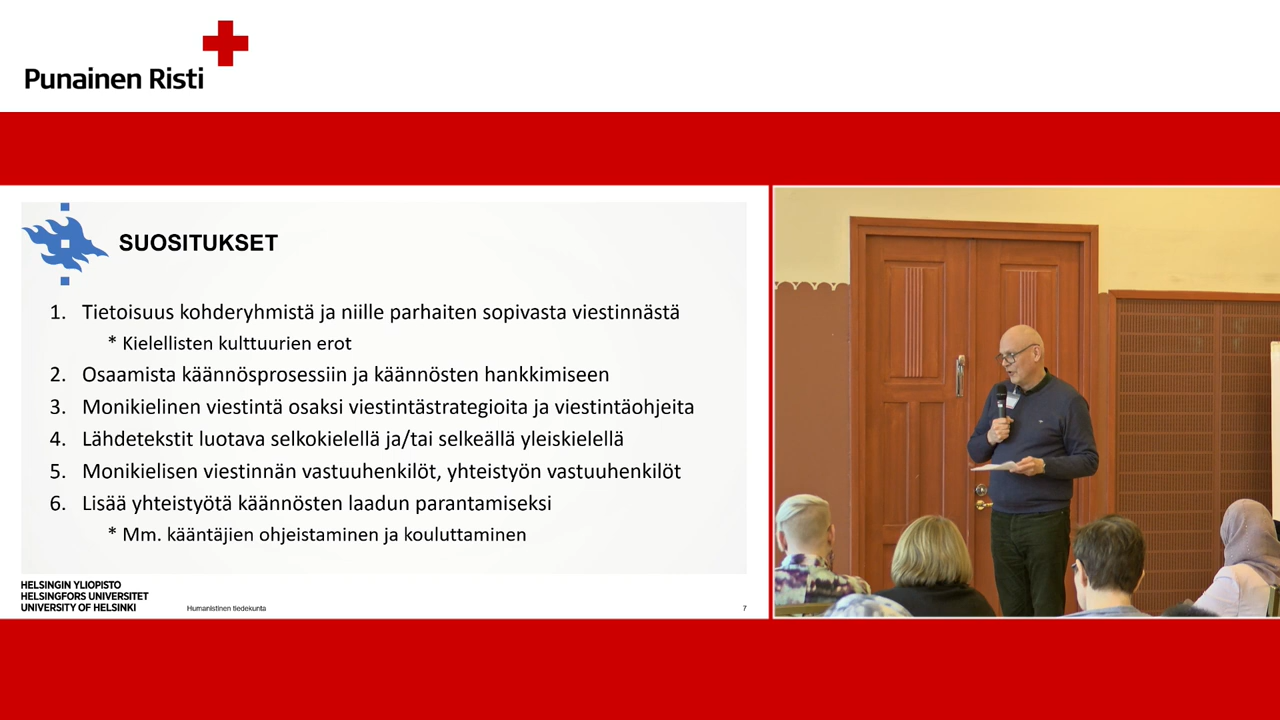 Punainen Risti
SUOSITUKSET
1. Tietoisuus kohderyhmistä ja niille parhaiten sopivasta viestinnästä
* Kielellisten kulttuurien erot
2. Osaamista käännösprosessiin ja käännösten hankkimiseen
3. Monikielinen viestintä osaksi viestintästrategioita ja viestintäohjeita
4. Lähdetekstit luotava selkokielellä ja/tai selkeällä yleiskielellä
5. Monikielisen viestinnän vastuuhenkilöt, yhteistyön vastuuhenkilöt
6. Lisää yhteistyötä käännösten laadun parantamiseksi
* Mm. kääntäjien ohjeistaminen ja kouluttaminen
HELSINGIN YLIOPISTO
HELSINGFORS UNIVERSITET
UNIVERSITY OF HELSINKI
Humanistinen tiedekunta
7